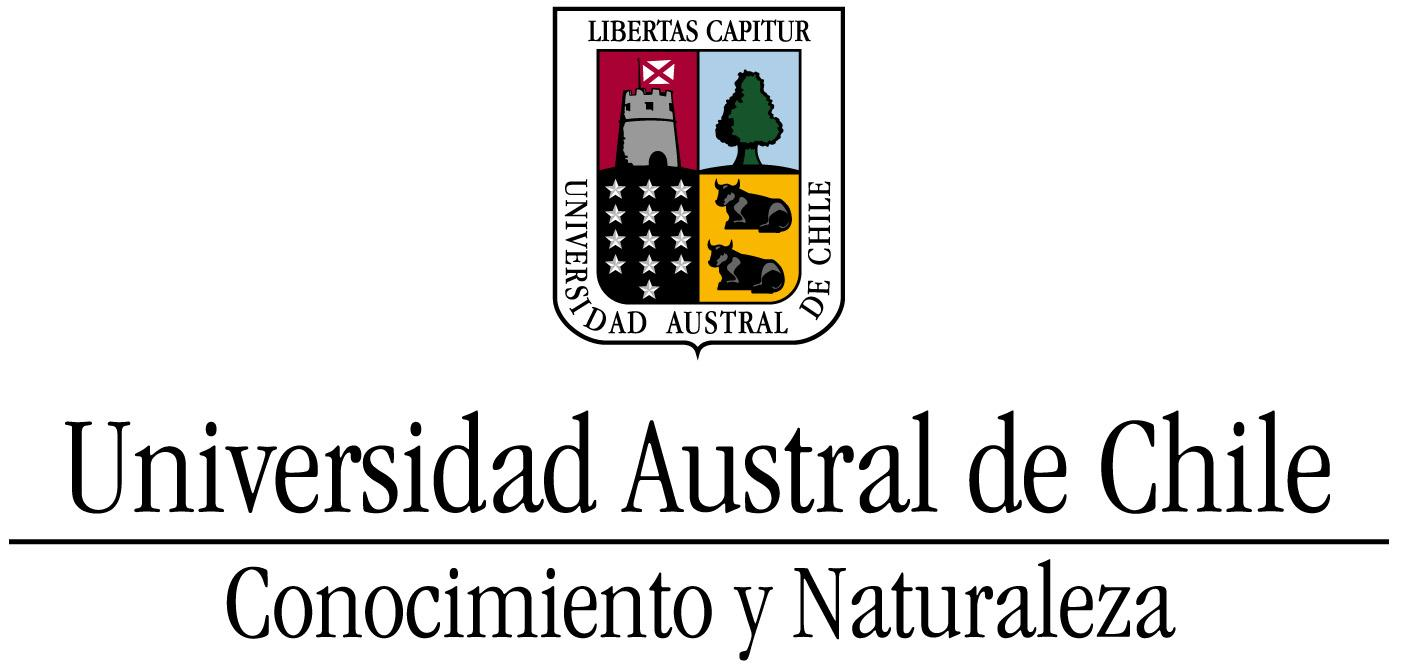 LIBERTAS CAPITUR
UNIVERSIDAD AUSTRAL DE CHILE
Universidad Austral de Chile
Conocimiento y Naturaleza